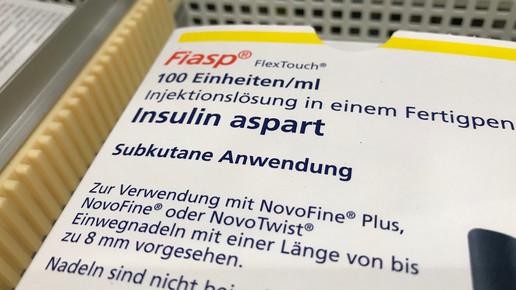 Fiasp® FlexTouch®
100 Einheiten/ml
Injektionslösung in einem Fertigpen
Insulin aspart
Subkutane Anwendung
Zur Verwendung mit NovoFine® Plus,
NovoFine® oder NovoTwist®
Einwegnadeln mit einer Länge von bis
zu 8 mm vorgesehen.
Nadeln sind nicht